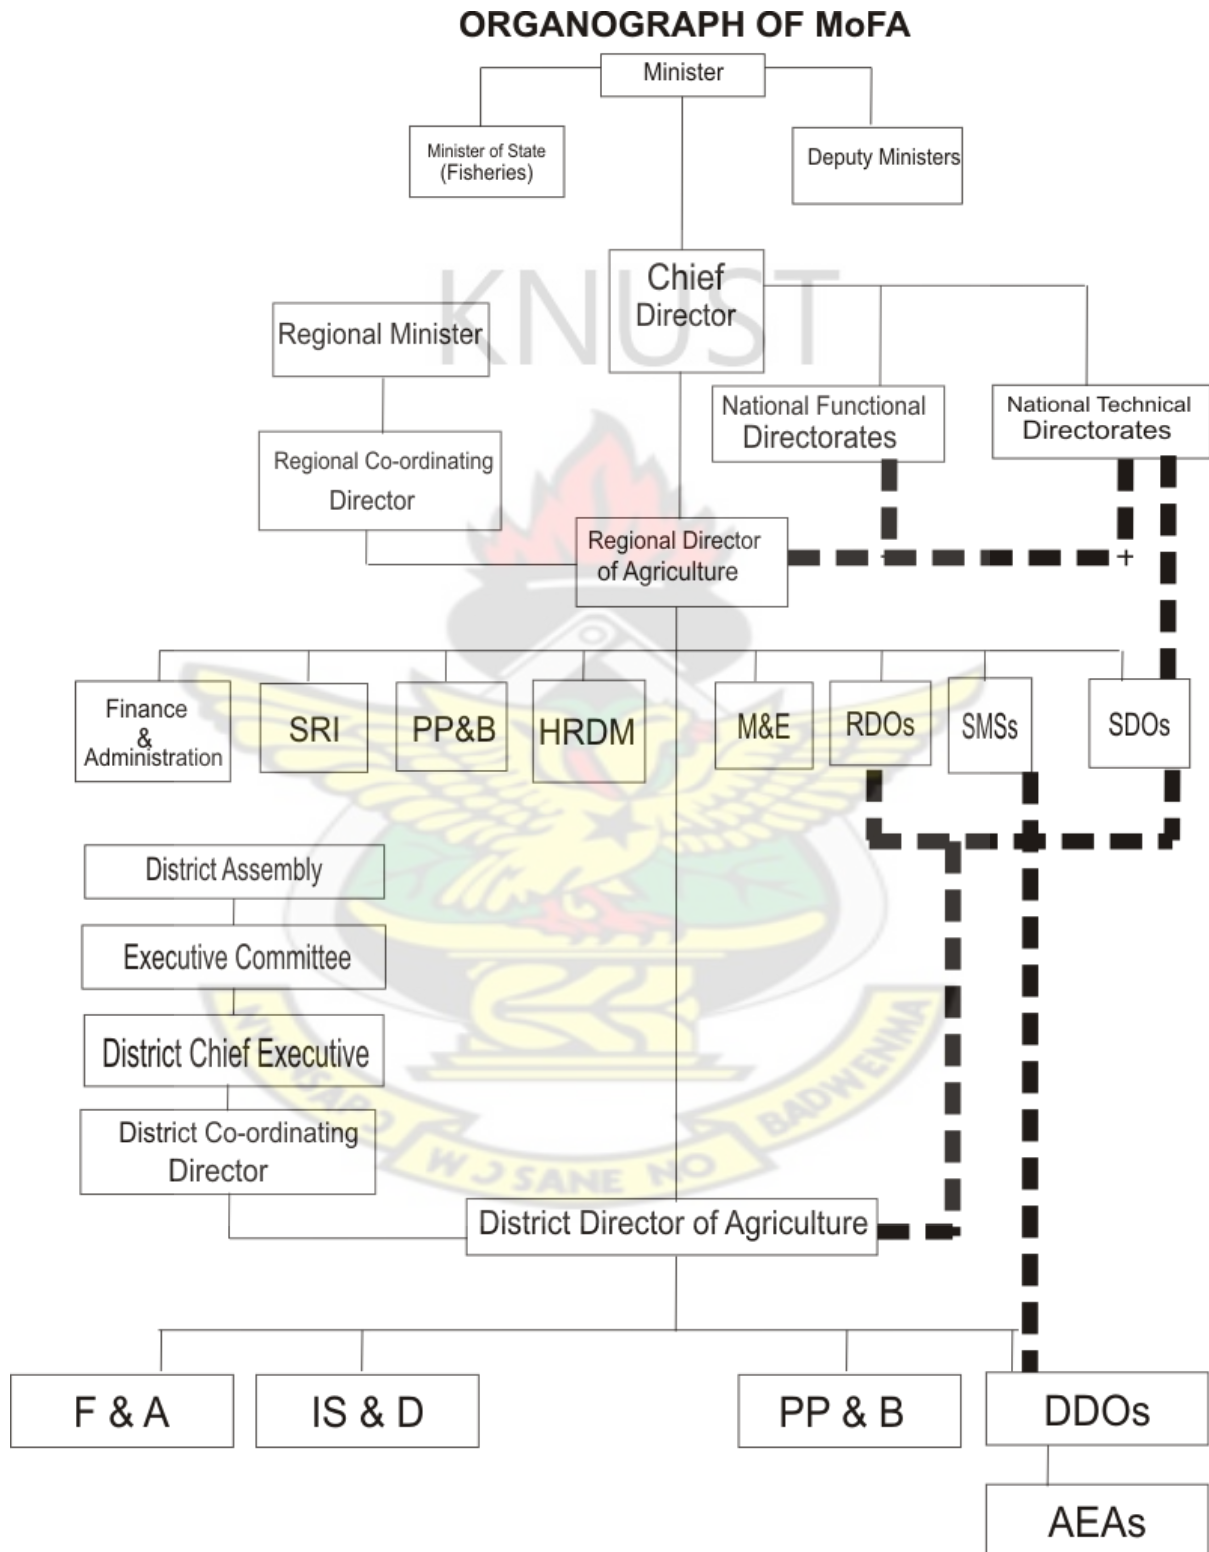 ORGANOGRAPH OF MoFA
Minister
Minister of State
(Fisheries)
Deputy Ministers
KNUST
Chief
Director
Regional Minister
National Functional
Directorates
National Technical
Directorates
Regional Co-ordinating
Director
Regional Director
of Agriculture
Finance
&
Administration
SRI
PP&B
HRDM
M&E
RDOs
SMSs
SDOs
District Assembly
Executive Committee
District Chief Executive
District Co-ordinating
Director
NYANSAPO
WƆSANE NO
BADWENMA
District Director of Agriculture
F & A
IS & D
PP & B
DDOs
AEAs